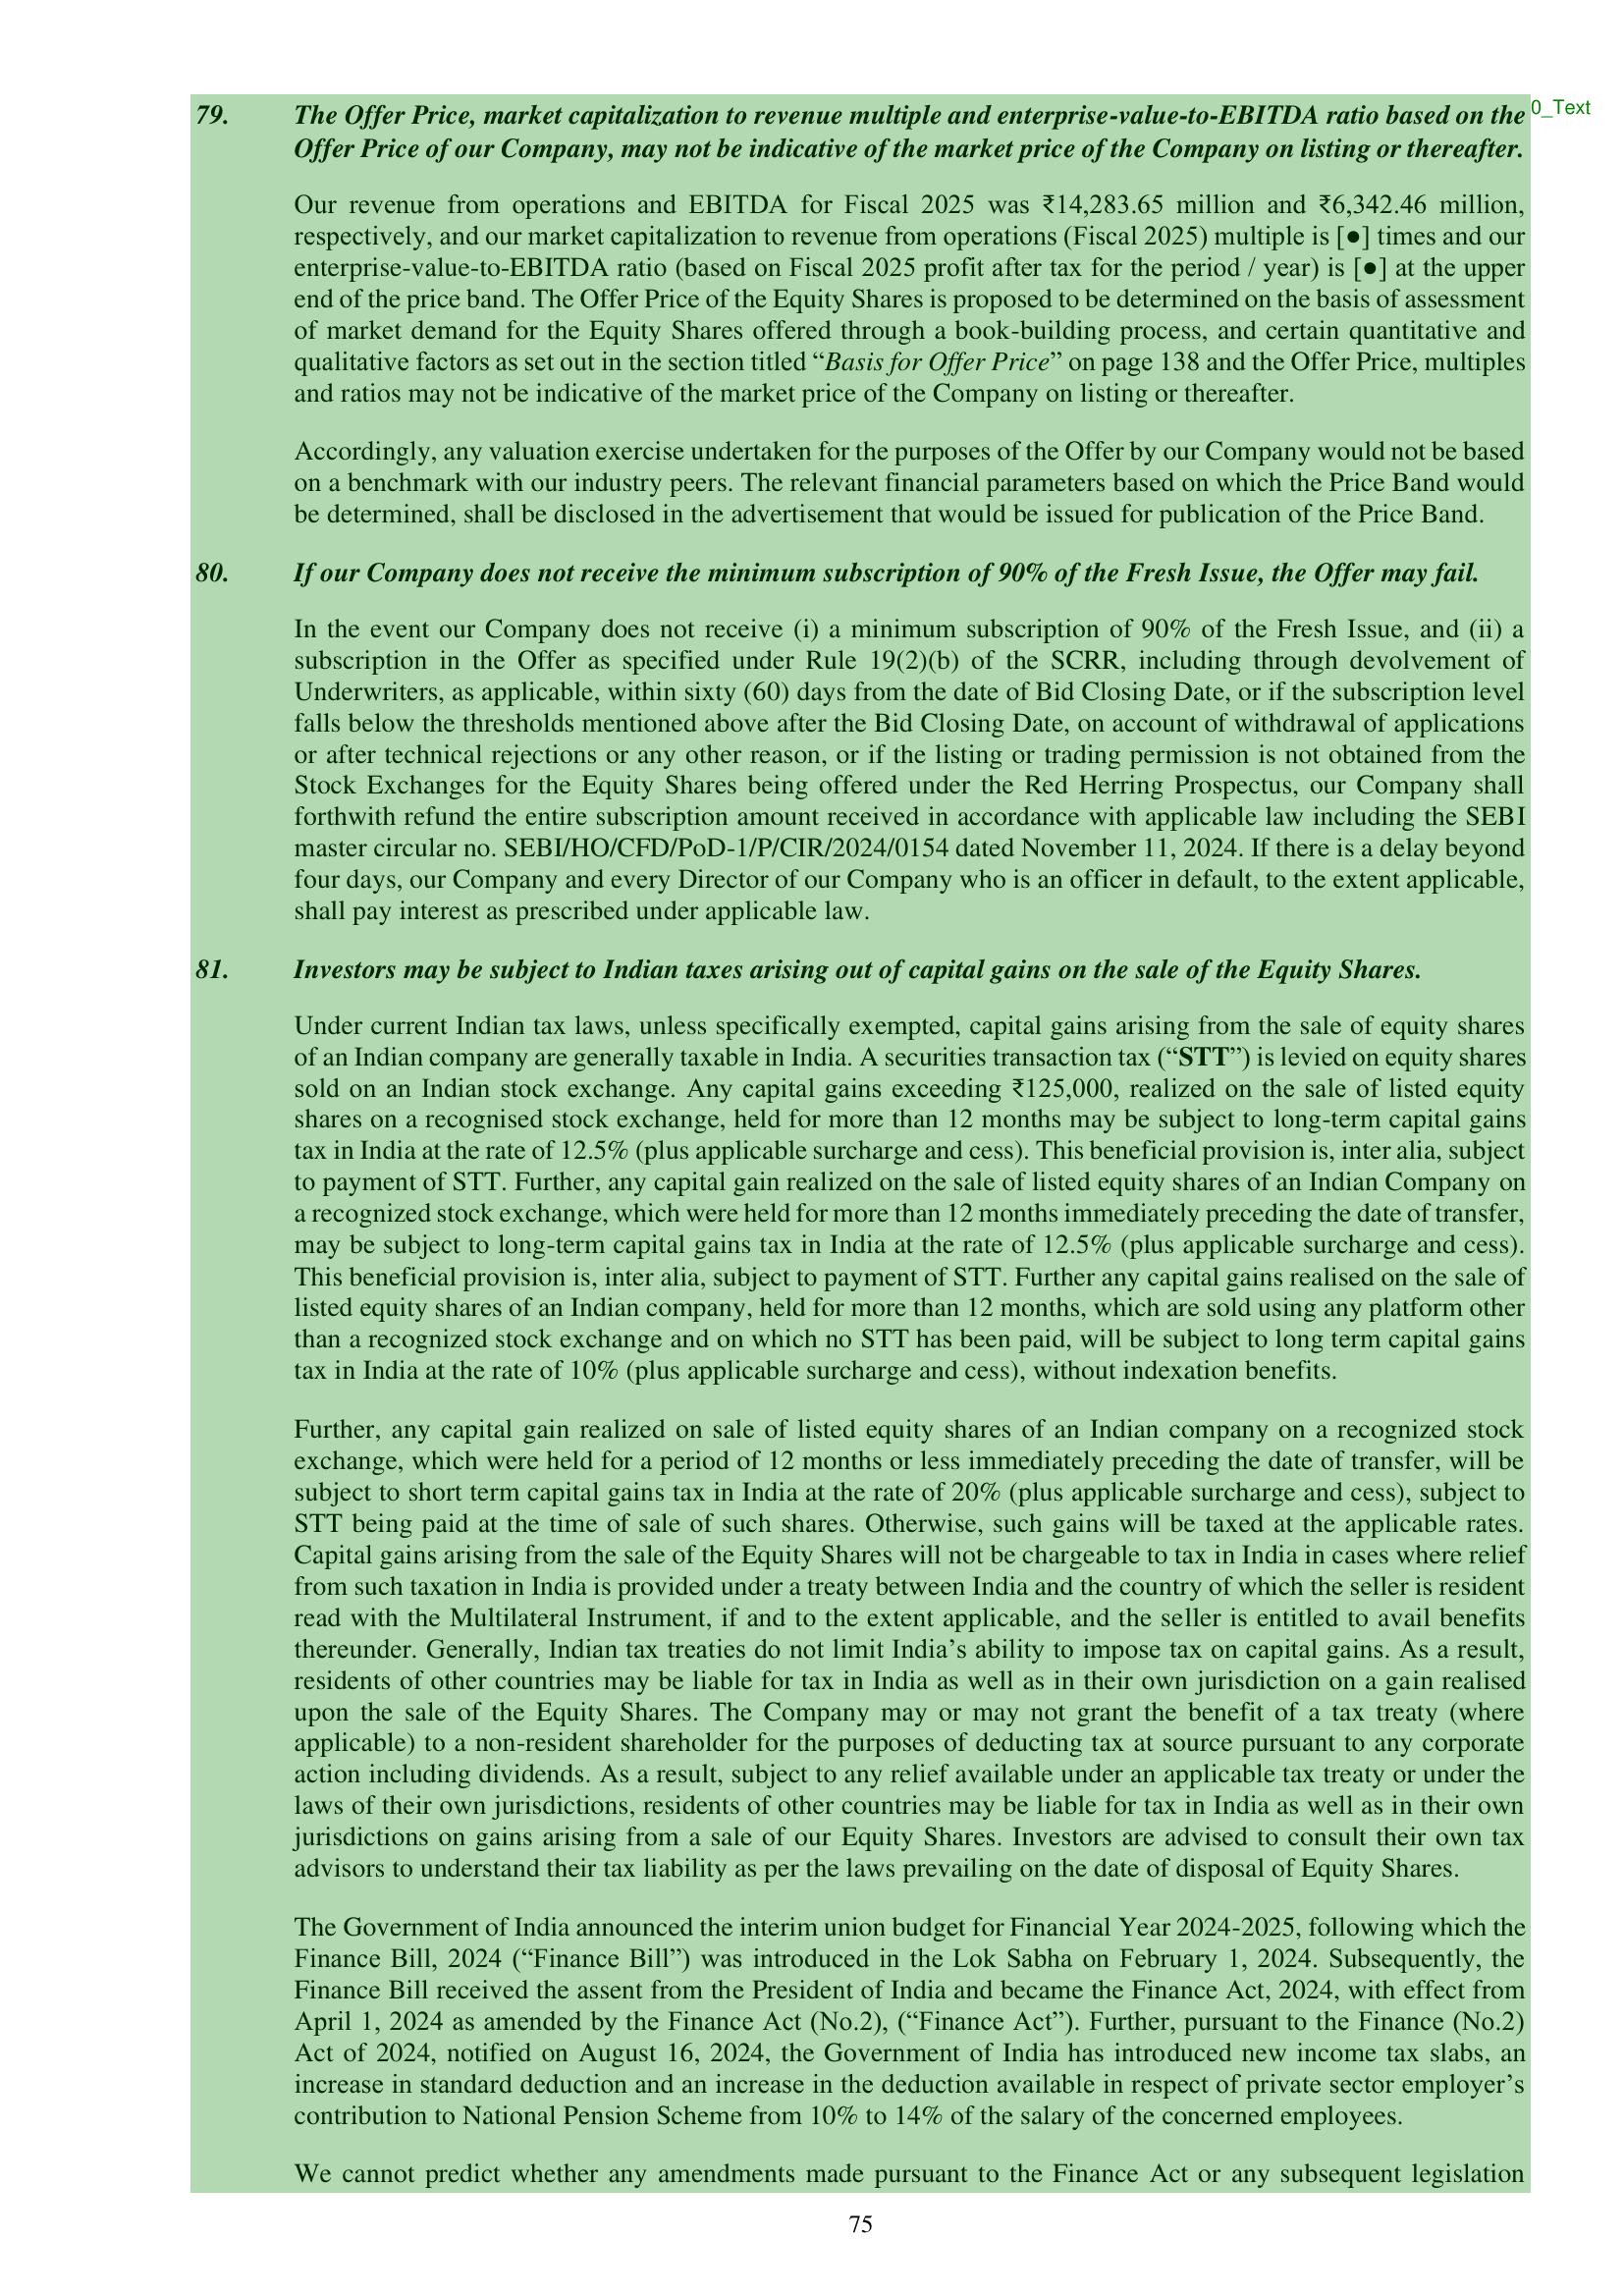 79. The Offer Price, market capitalization to revenue multiple and enterprise-value-to-EBITDA ratio based on the
0_Text
Offer Price of our Company, may not be indicative of the market price of the Company on listing or thereafter.
Our revenue from operations and EBITDA for Fiscal 2025 was ₹14,283.65 million and ₹6,342.46 million,
respectively, and our market capitalization to revenue from operations (Fiscal 2025) multiple is [●] times and our
enterprise-value-to-EBITDA ratio (based on Fiscal 2025 profit after tax for the period / year) is [●] at the upper
end of the price band. The Offer Price of the Equity Shares is proposed to be determined on the basis of assessment
of market demand for the Equity Shares offered through a book-building process, and certain quantitative and
qualitative factors as set out in the section titled “Basis for Offer Price” on page 138 and the Offer Price, multiples
and ratios may not be indicative of the market price of the Company on listing or thereafter.
Accordingly, any valuation exercise undertaken for the purposes of the Offer by our Company would not be based
on a benchmark with our industry peers. The relevant financial parameters based on which the Price Band would
be determined, shall be disclosed in the advertisement that would be issued for publication of the Price Band.
80. If our Company does not receive the minimum subscription of 90% of the Fresh Issue, the Offer may fail.
In the event our Company does not receive (i) a minimum subscription of 90% of the Fresh Issue, and (ii) a
subscription in the Offer as specified under Rule 19(2)(b) of the SCRR, including through devolvement of
Underwriters, as applicable, within sixty (60) days from the date of Bid Closing Date, or if the subscription level
falls below the thresholds mentioned above after the Bid Closing Date, on account of withdrawal of applications
or after technical rejections or any other reason, or if the listing or trading permission is not obtained from the
Stock Exchanges for the Equity Shares being offered under the Red Herring Prospectus, our Company shall
forthwith refund the entire subscription amount received in accordance with applicable law including the SEBI
master circular no. SEBI/HO/CFD/PoD-1/P/CIR/2024/0154 dated November 11, 2024. If there is a delay beyond
four days, our Company and every Director of our Company who is an officer in default, to the extent applicable,
shall pay interest as prescribed under applicable law.
81. Investors may be subject to Indian taxes arising out of capital gains on the sale of the Equity Shares.
Under current Indian tax laws, unless specifically exempted, capital gains arising from the sale of equity shares
of an Indian company are generally taxable in India. A securities transaction tax (“STT”) is levied on equity shares
sold on an Indian stock exchange. Any capital gains exceeding ₹125,000, realized on the sale of listed equity
shares on a recognised stock exchange, held for more than 12 months may be subject to long-term capital gains
tax in India at the rate of 12.5% (plus applicable surcharge and cess). This beneficial provision is, inter alia, subject
to payment of STT. Further, any capital gain realized on the sale of listed equity shares of an Indian Company on
a recognized stock exchange, which were held for more than 12 months immediately preceding the date of transfer,
may be subject to long-term capital gains tax in India at the rate of 12.5% (plus applicable surcharge and cess).
This beneficial provision is, inter alia, subject to payment of STT. Further any capital gains realised on the sale of
listed equity shares of an Indian company, held for more than 12 months, which are sold using any platform other
than a recognized stock exchange and on which no STT has been paid, will be subject to long term capital gains
tax in India at the rate of 10% (plus applicable surcharge and cess), without indexation benefits.
Further, any capital gain realized on sale of listed equity shares of an Indian company on a recognized stock
exchange, which were held for a period of 12 months or less immediately preceding the date of transfer, will be
subject to short term capital gains tax in India at the rate of 20% (plus applicable surcharge and cess), subject to
STT being paid at the time of sale of such shares. Otherwise, such gains will be taxed at the applicable rates.
Capital gains arising from the sale of the Equity Shares will not be chargeable to tax in India in cases where relief
from such taxation in India is provided under a treaty between India and the country of which the seller is resident
read with the Multilateral Instrument, if and to the extent applicable, and the seller is entitled to avail benefits
thereunder. Generally, Indian tax treaties do not limit India’s ability to impose tax on capital gains. As a result,
residents of other countries may be liable for tax in India as well as in their own jurisdiction on a gain realised
upon the sale of the Equity Shares. The Company may or may not grant the benefit of a tax treaty (where
applicable) to a non-resident shareholder for the purposes of deducting tax at source pursuant to any corporate
action including dividends. As a result, subject to any relief available under an applicable tax treaty or under the
laws of their own jurisdictions, residents of other countries may be liable for tax in India as well as in their own
jurisdictions on gains arising from a sale of our Equity Shares. Investors are advised to consult their own tax
advisors to understand their tax liability as per the laws prevailing on the date of disposal of Equity Shares.
The Government of India announced the interim union budget for Financial Year 2024-2025, following which the
Finance Bill, 2024 (“Finance Bill”) was introduced in the Lok Sabha on February 1, 2024. Subsequently, the
Finance Bill received the assent from the President of India and became the Finance Act, 2024, with effect from
April 1, 2024 as amended by the Finance Act (No.2), (“Finance Act”). Further, pursuant to the Finance (No.2)
Act of 2024, notified on August 16, 2024, the Government of India has introduced new income tax slabs, an
increase in standard deduction and an increase in the deduction available in respect of private sector employer’s
contribution to National Pension Scheme from 10% to 14% of the salary of the concerned employees.
We cannot predict whether any amendments made pursuant to the Finance Act or any subsequent legislation
75